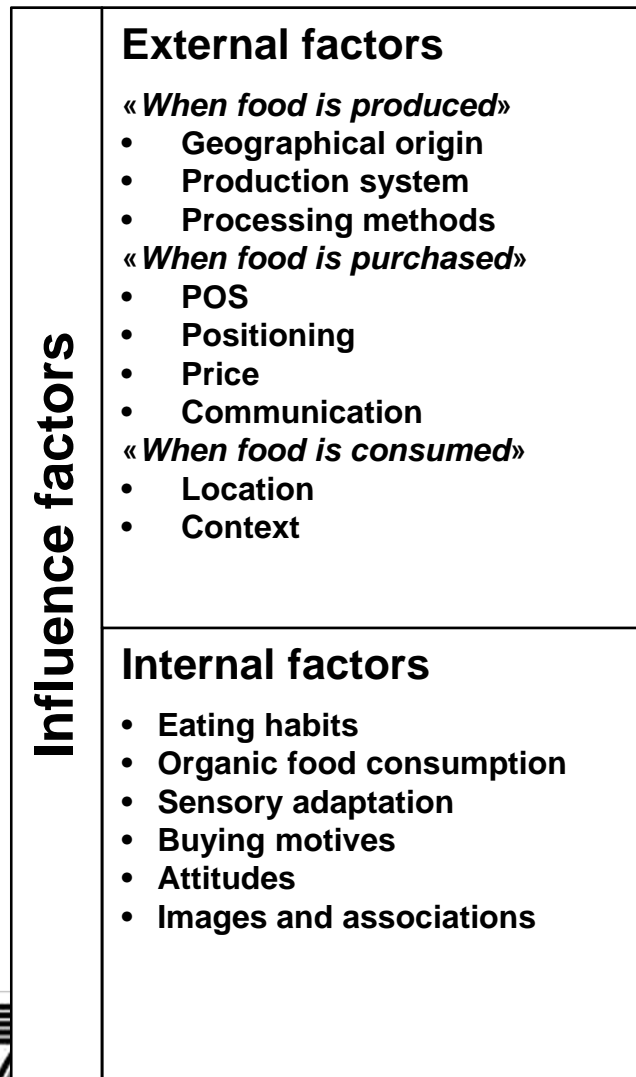 Influence factors
External factors
«When food is produced»
• Geographical origin
• Production system
• Processing methods
«When food is purchased»
• POS
• Positioning
• Price
• Communication
«When food is consumed»
• Location
• Context
Internal factors
• Eating habits
• Organic food consumption
• Sensory adaptation
• Buying motives
• Attitudes
• Images and associations